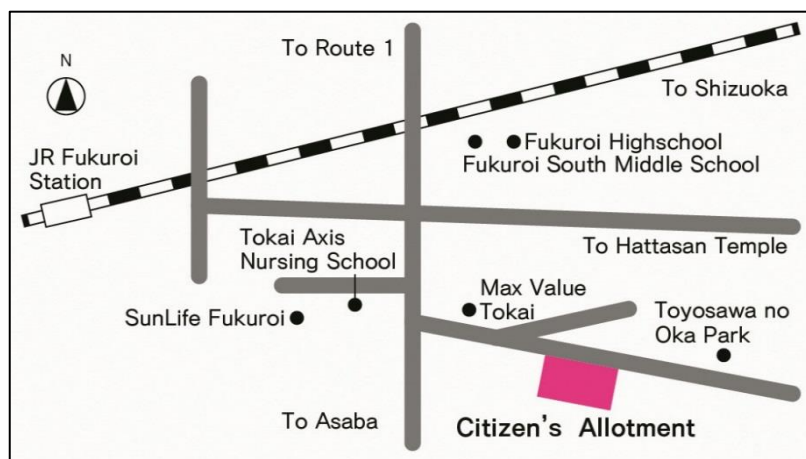 To Route 1
N
To Shizuoka
JR Fukuroi
Station
Fukuroi Highschool
Fukuroi South Middle School
Tokai Axis
Nursing School
To Hattasan Temple
Max Value
Tokai
SunLife Fukuroi
Toyosawa no
Oka Park
To Asaba
Citizen's Allotment